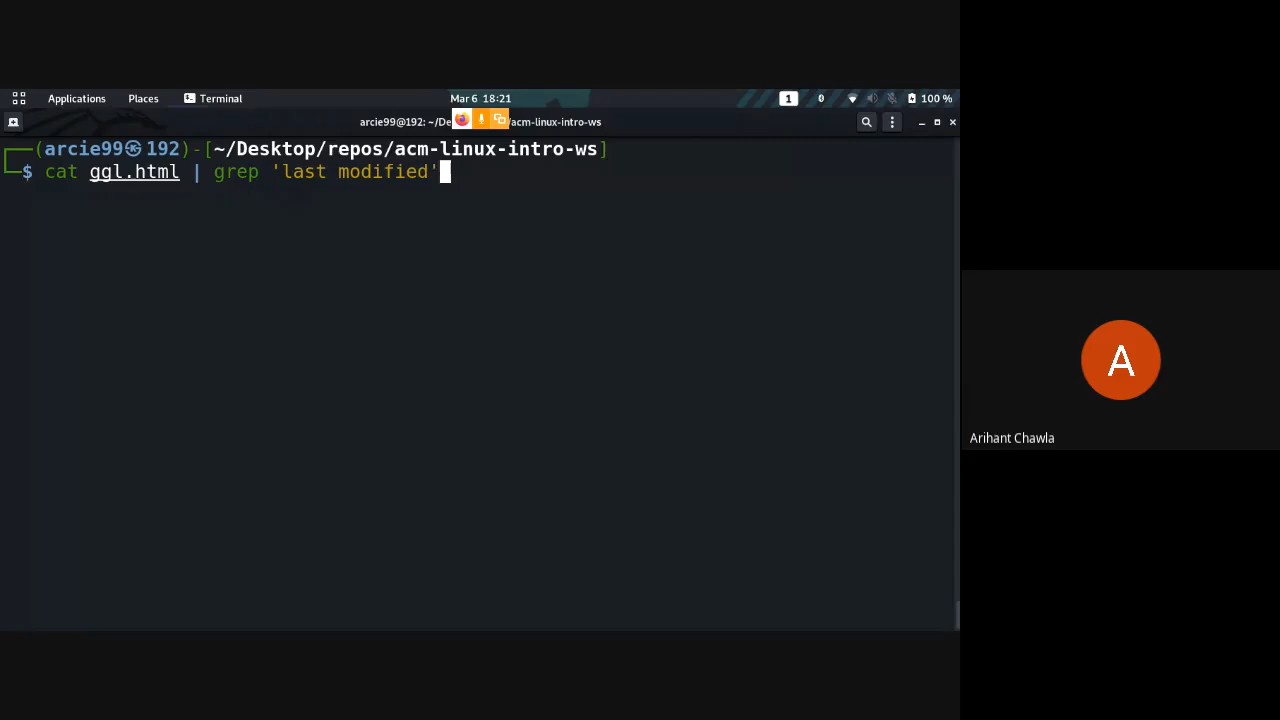 Applications Places Terminal Mar 6 18:21 1 0 100 %
arcie99@192: ~/De /acm-linux-intro-ws
(arcie99㉿192)-[~/Desktop/repos/acm-linux-intro-ws]
$ cat ggl.html | grep 'last modified'
A
Arihant Chawla